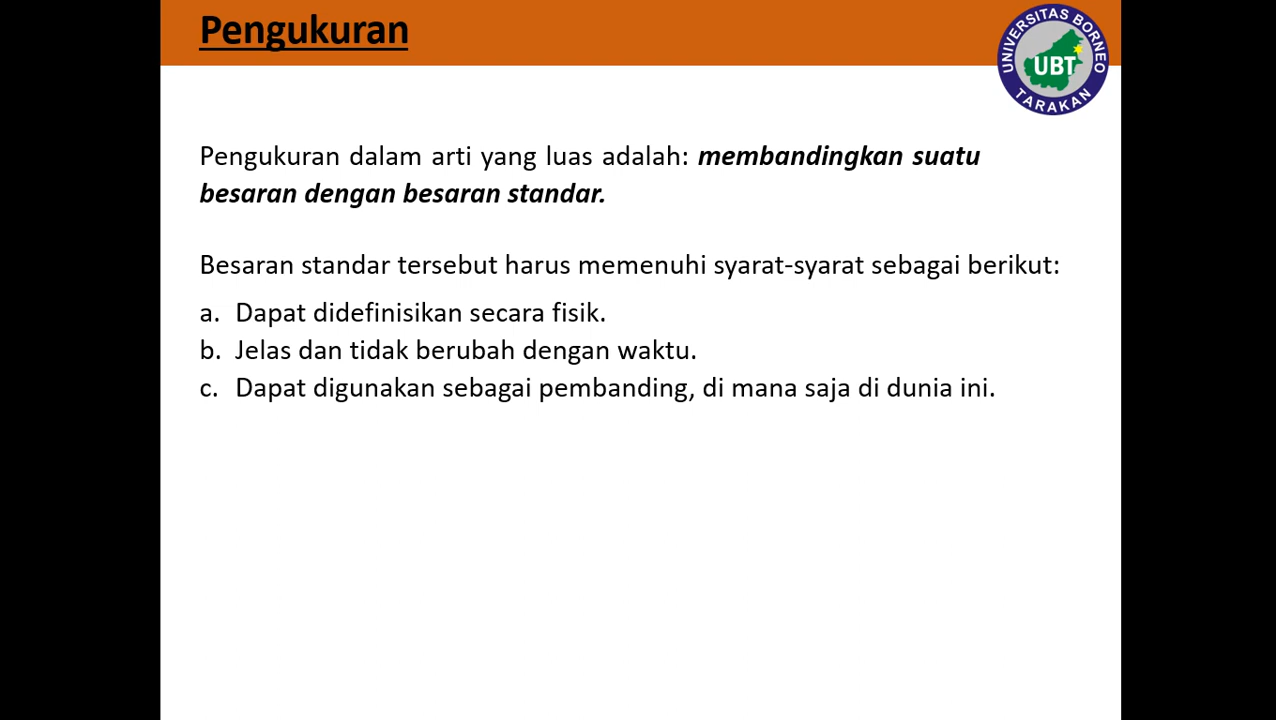 Pengukuran
UNIVERSITAS BORNEO
UBT
TARAKAN
Pengukuran dalam arti yang luas adalah: membandingkan suatu
besaran dengan besaran standar.
Besaran standar tersebut harus memenuhi syarat-syarat sebagai berikut:
a. Dapat didefinisikan secara fisik.
b. Jelas dan tidak berubah dengan waktu.
c. Dapat digunakan sebagai pembanding, di mana saja di dunia ini.